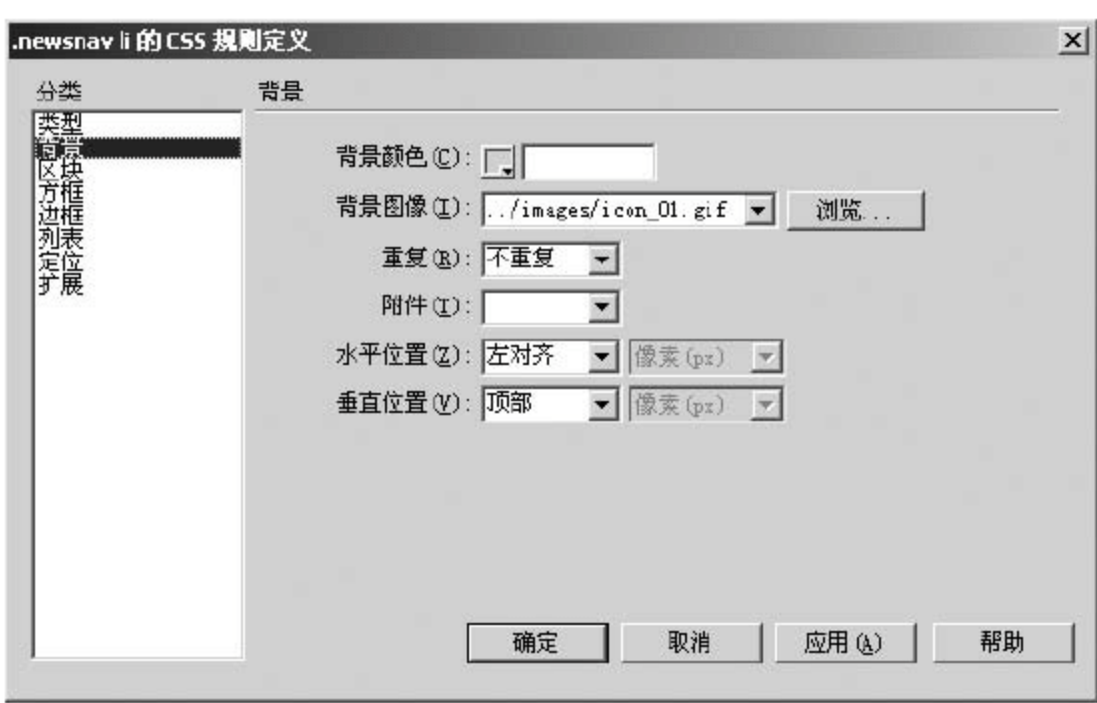 .newsnav li 的 CSS 规则定义
分类
类型
背景
区块
方框
边框
列表
定位
扩展
背景
背景颜色(C):
背景图像(I): ../images/icon_01.gif 浏览...
重复(R): 不重复
附件(T):
水平位置(Z): 左对齐 像素(px)
垂直位置(V): 顶部 像素(px)
确定 取消 应用(A) 帮助